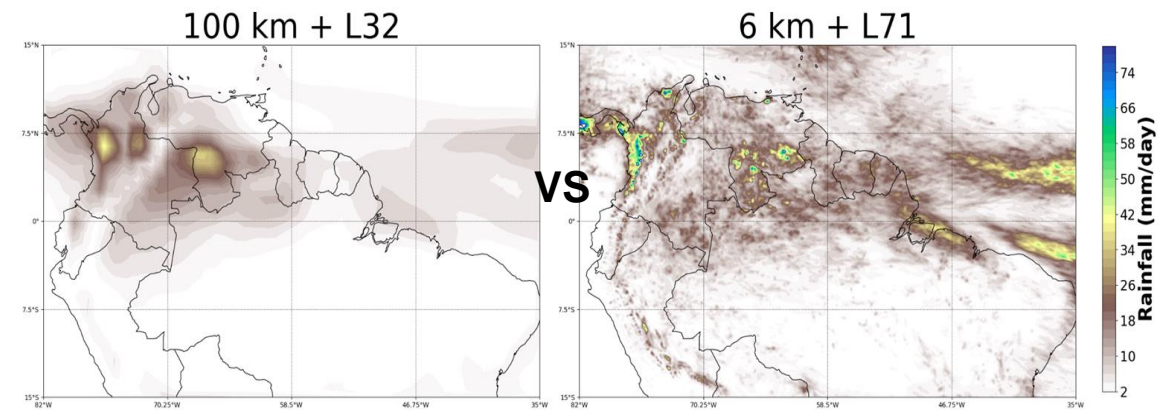 100 km + L32
6 km + L71
vs
15°N
7.5°N
0°
7.5°S
15°S
82°W
70.25°W
58.5°W
46.75°W
35°W
15°N
7.5°N
0°
7.5°S
15°S
82°W
70.25°W
58.5°W
46.75°W
35°W
74
66
58
50
42
34
26
18
10
2
Rainfall (mm/day)